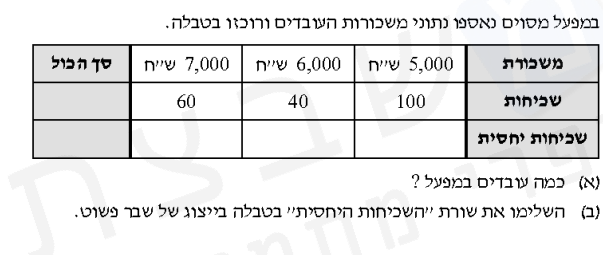 במפעל מסוים נאספו נתוני משכורות העובדים ורוכזו בטבלה.
משכורת 5,000 ש״ח 6,000 ש״ח 7,000 ש״ח סך הכול
שכיחות 100 40 60
שכיחות יחסית
(א) כמה עובדים במפעל ?
(ב) השלימו את שורת ״השכיחות היחסית״ בטבלה בייצוג של שבר פשוט.